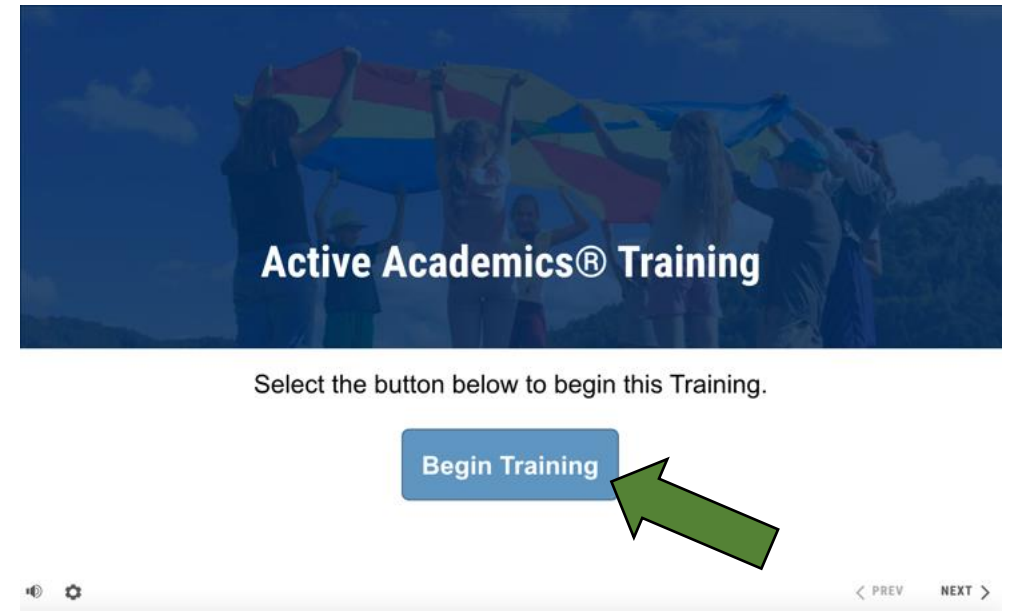 Active Academics® Training
Select the button below to begin this Training.
Begin Training
PREV NEXT